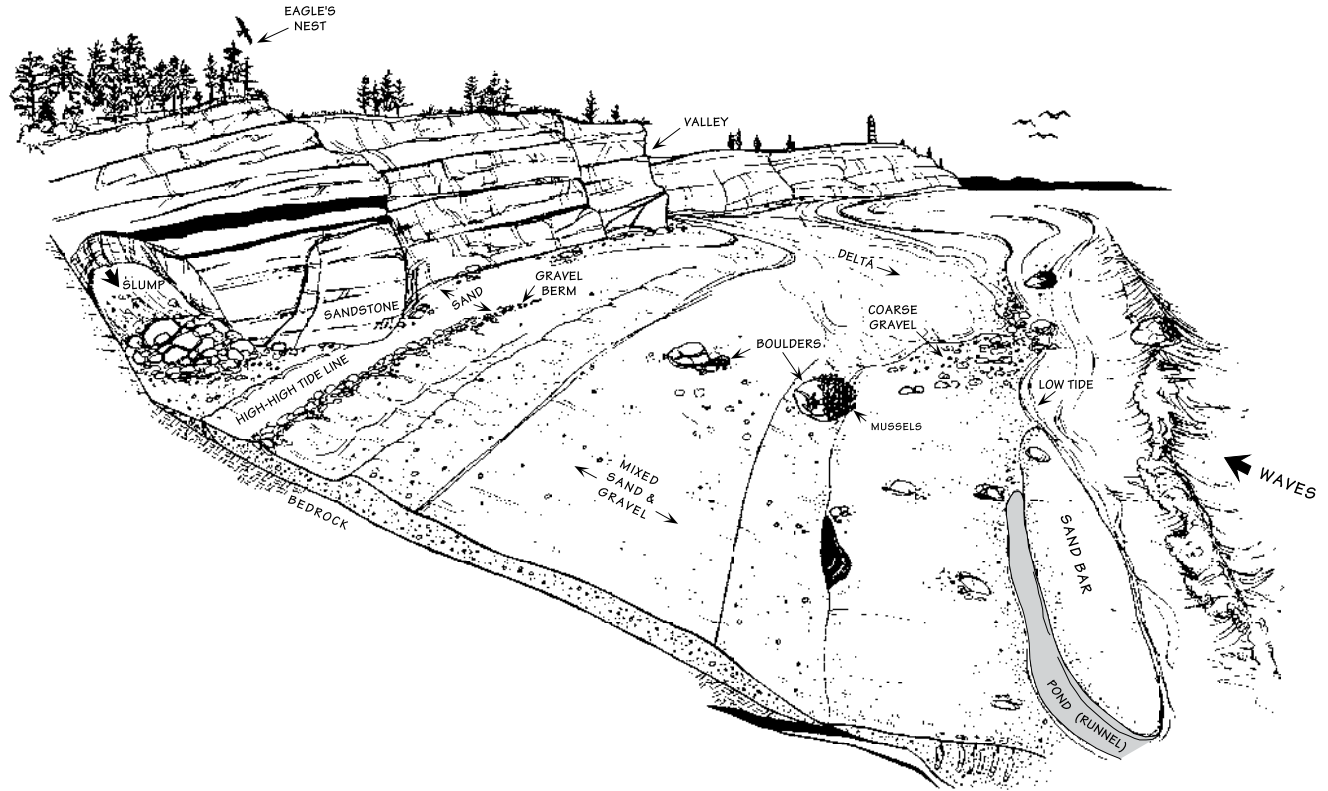 EAGLE'S
NEST
VALLEY
DELTA
SLUMP
GRAVEL
BERM
SAND
SANDSTONE
COARSE
GRAVEL
BOULDERS
HIGH-HIGH TIDE LINE
LOW TIDE
MUSSELS
MIXED
SAND &
GRAVEL
WAVES
BEDROCK
SAND BAR
POND (RUNNEL)